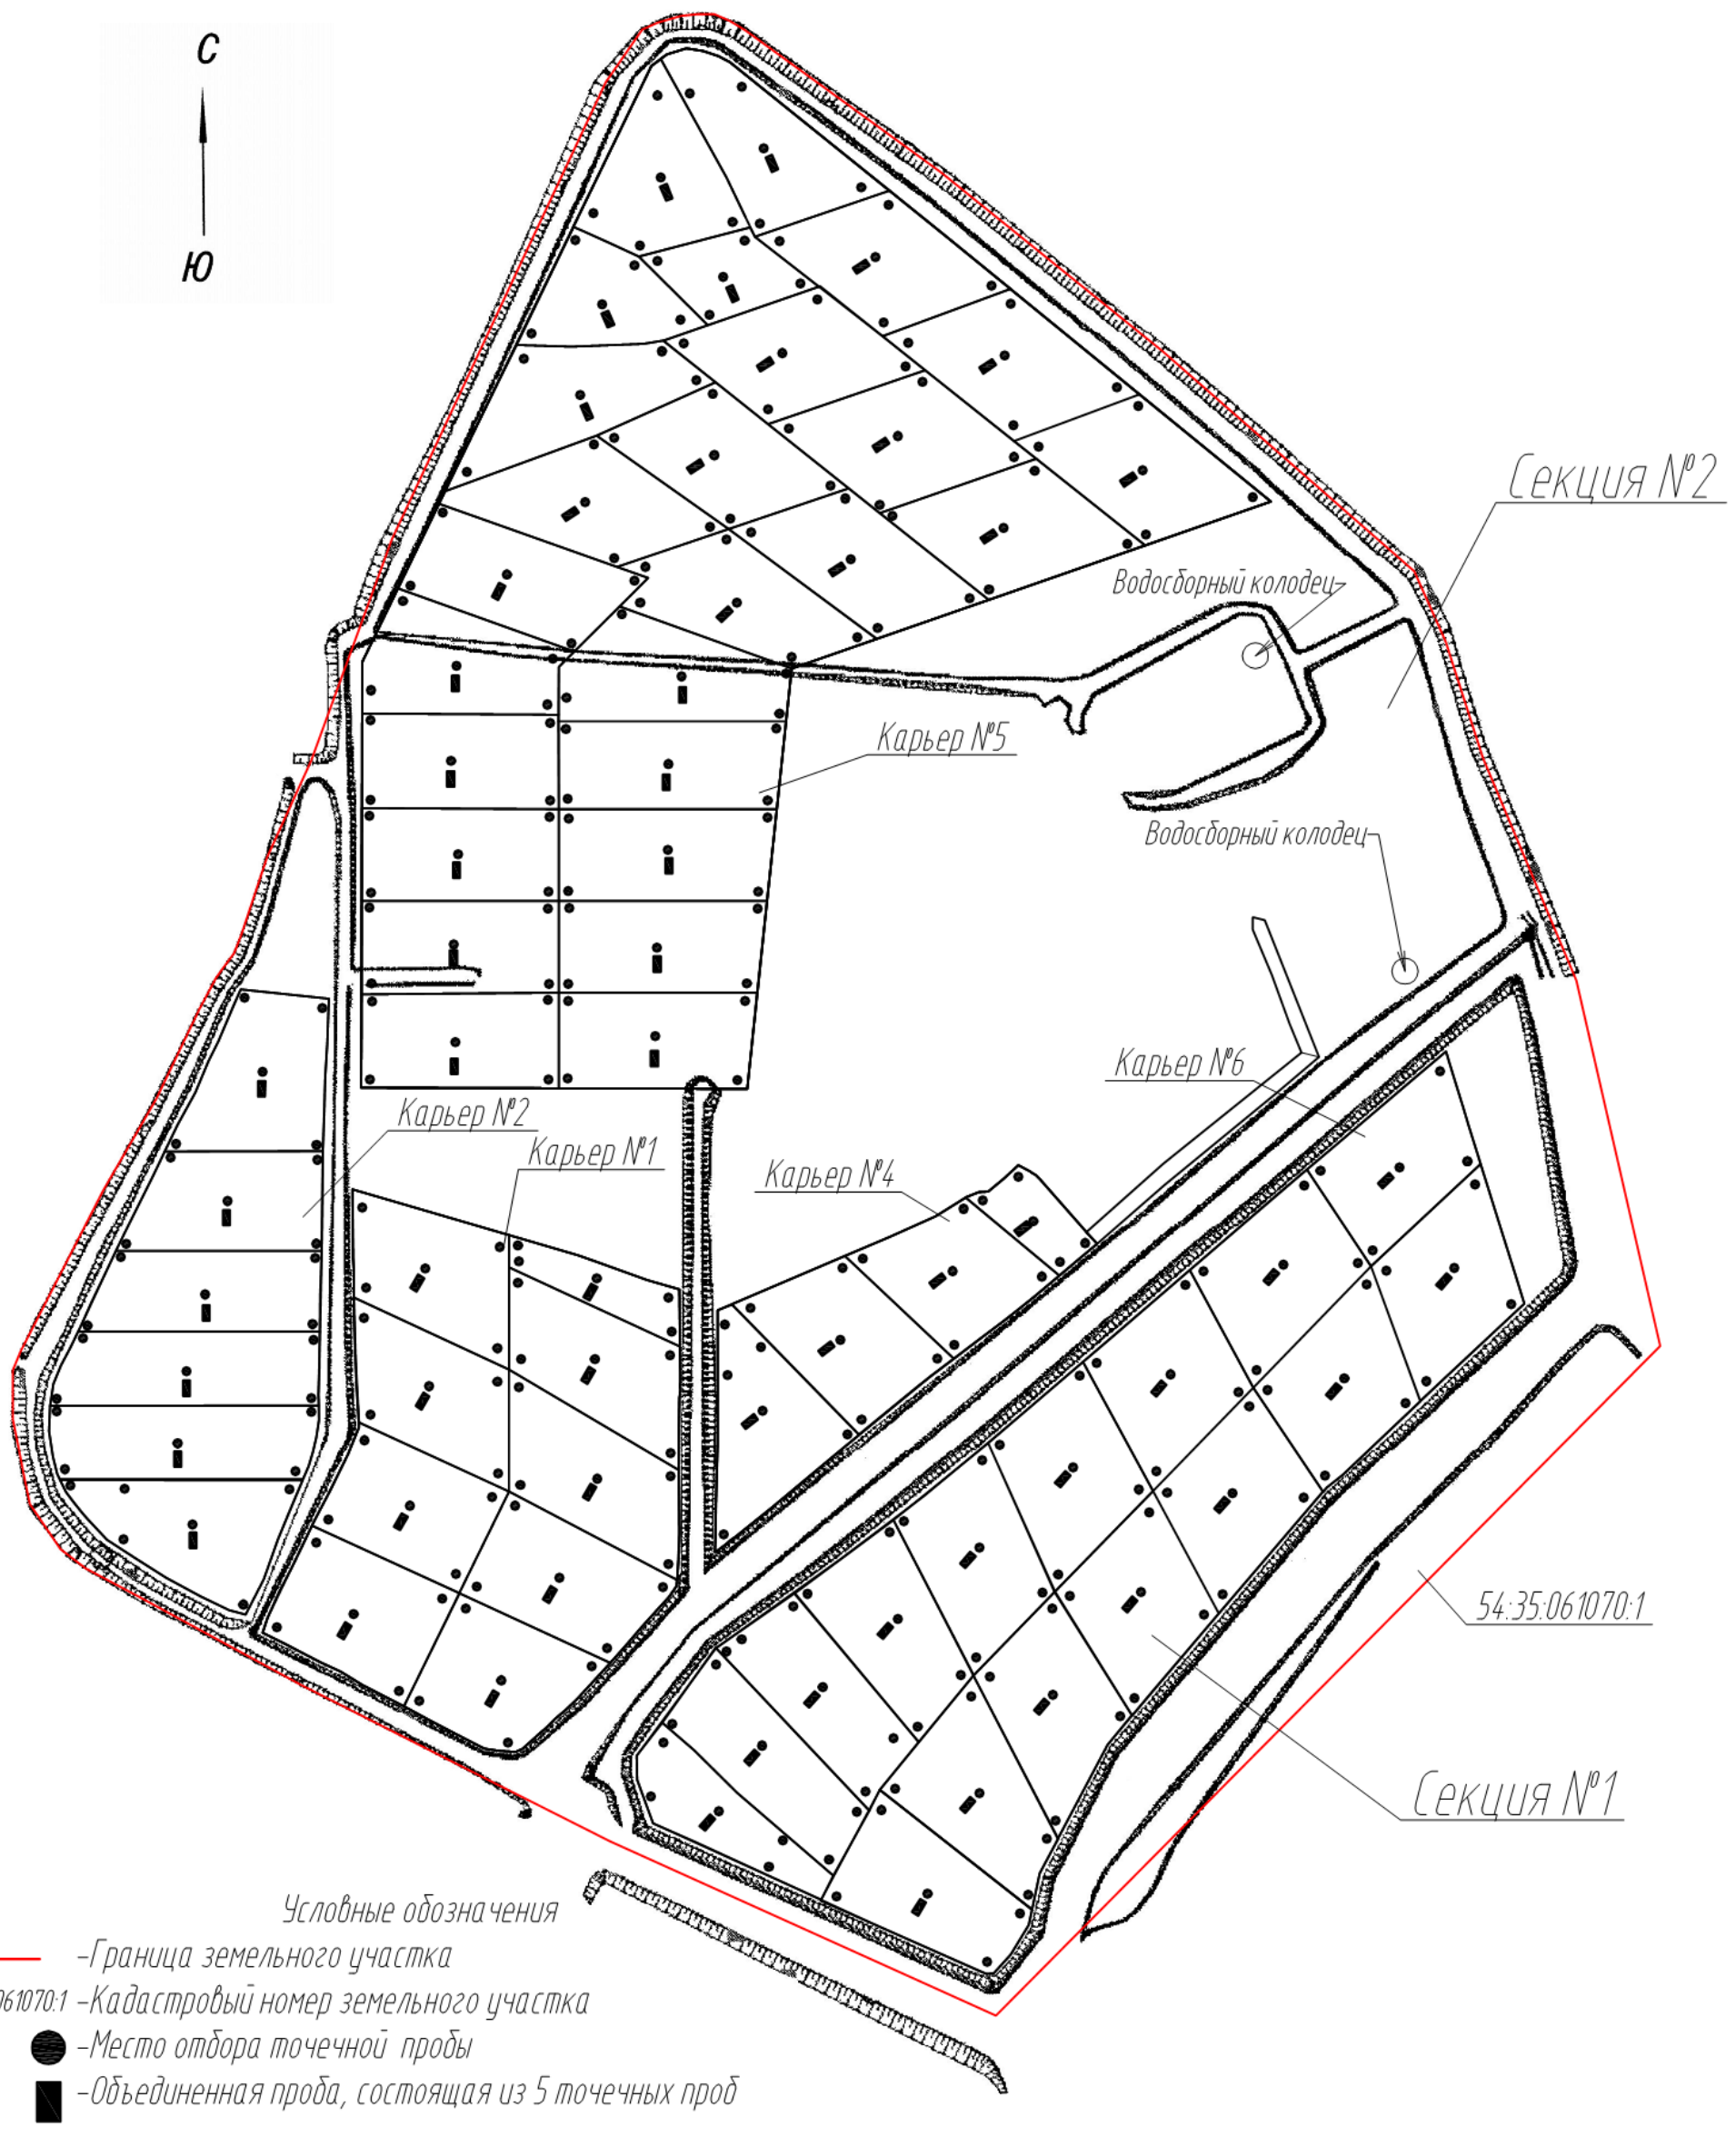 С
Ю
Секция №2
Водосборный колодец
Карьер №5
Водосборный колодец
Карьер №6
Карьер №2
Карьер №1
Карьер №4
54:35:061070:1
Секция №1
Условные обозначения
-Граница земельного участка
061070:1 -Кадастровый номер земельного участка
-Место отбора точечной пробы
-Объединенная проба, состоящая из 5 точечных проб